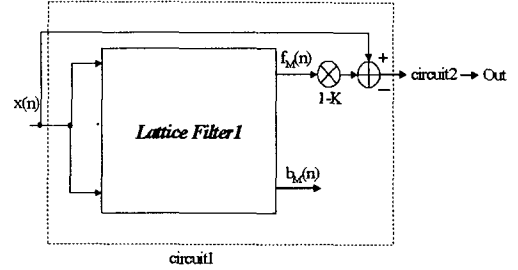 f_M(n)
+
circuit2
Out
1-K
−
x(n)
Lattice Filter1
b_M(n)
circuit1